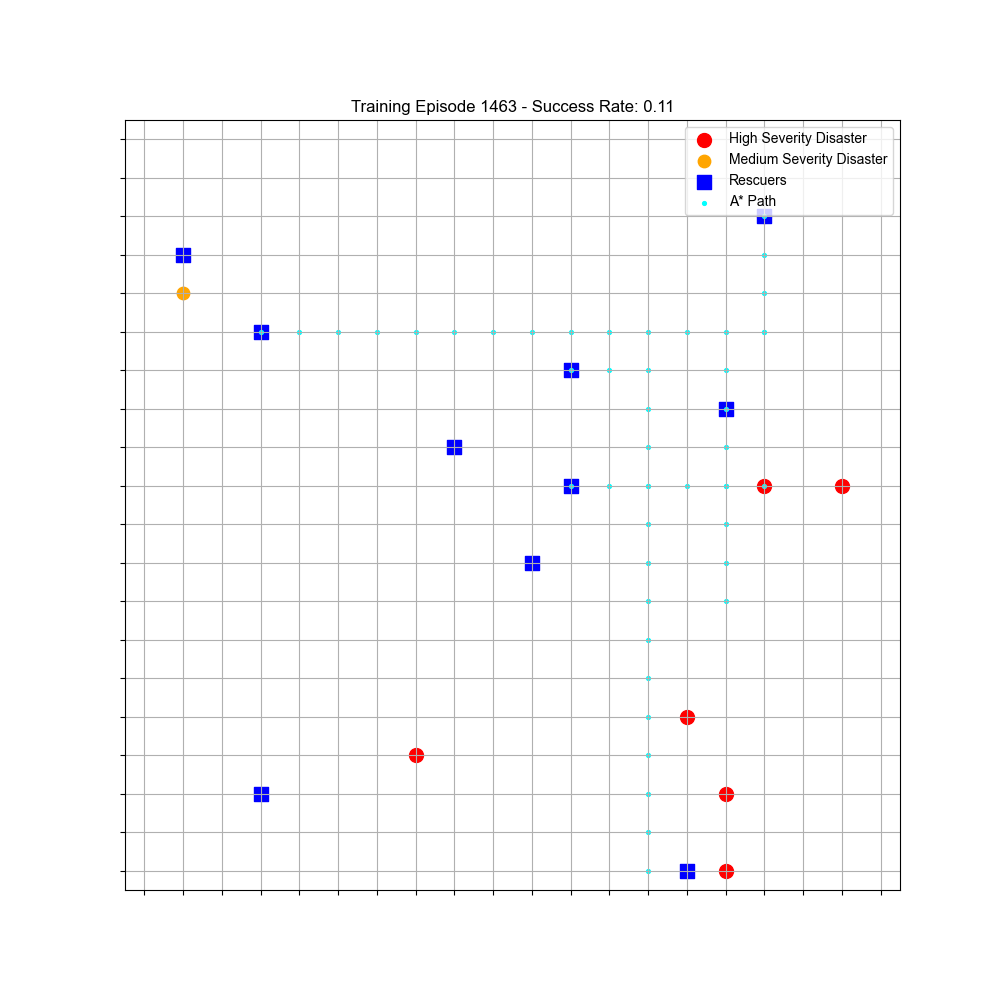 Training Episode 1463 - Success Rate: 0.11
High Severity Disaster
Medium Severity Disaster
Rescuers
A* Path